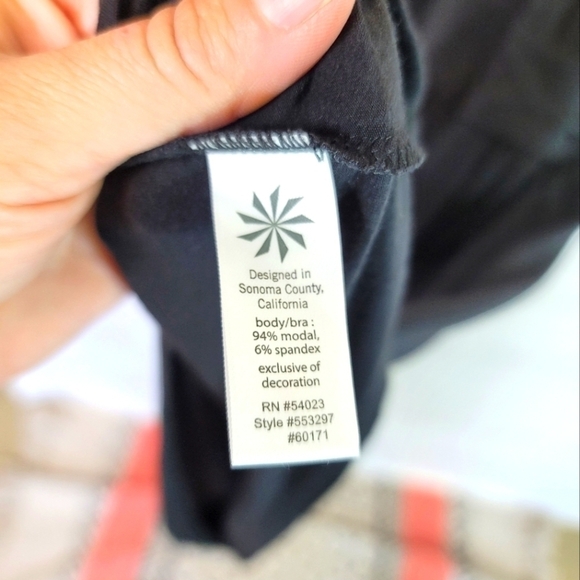 Designed in
Sonoma County,
California
body/bra :
94% modal,
6% spandex
exclusive of
decoration
RN #54023
Style #553297
#60171